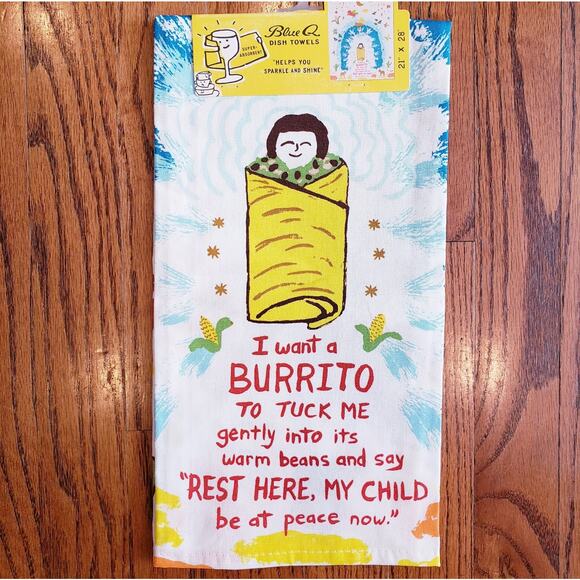 Blue Q
DISH TOWELS
SUPER-
ABSORBENT!
"HELPS YOU
SPARKLE AND SHINE"
21" X 28"
I want a
BURRITO
TO TUCK ME
gently into its
warm beans and say
"REST HERE, MY CHILD
be at peace now."